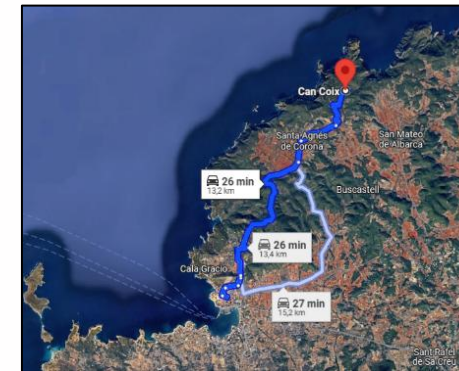 Can Coix
Santa Agnès
de Corona
San Mateo
de Albarca
26 min
13,2 km
Buscastell
26 min
13,4 km
Cala Gració
27 min
15,2 km
Sant Rafel
de Sa Creu